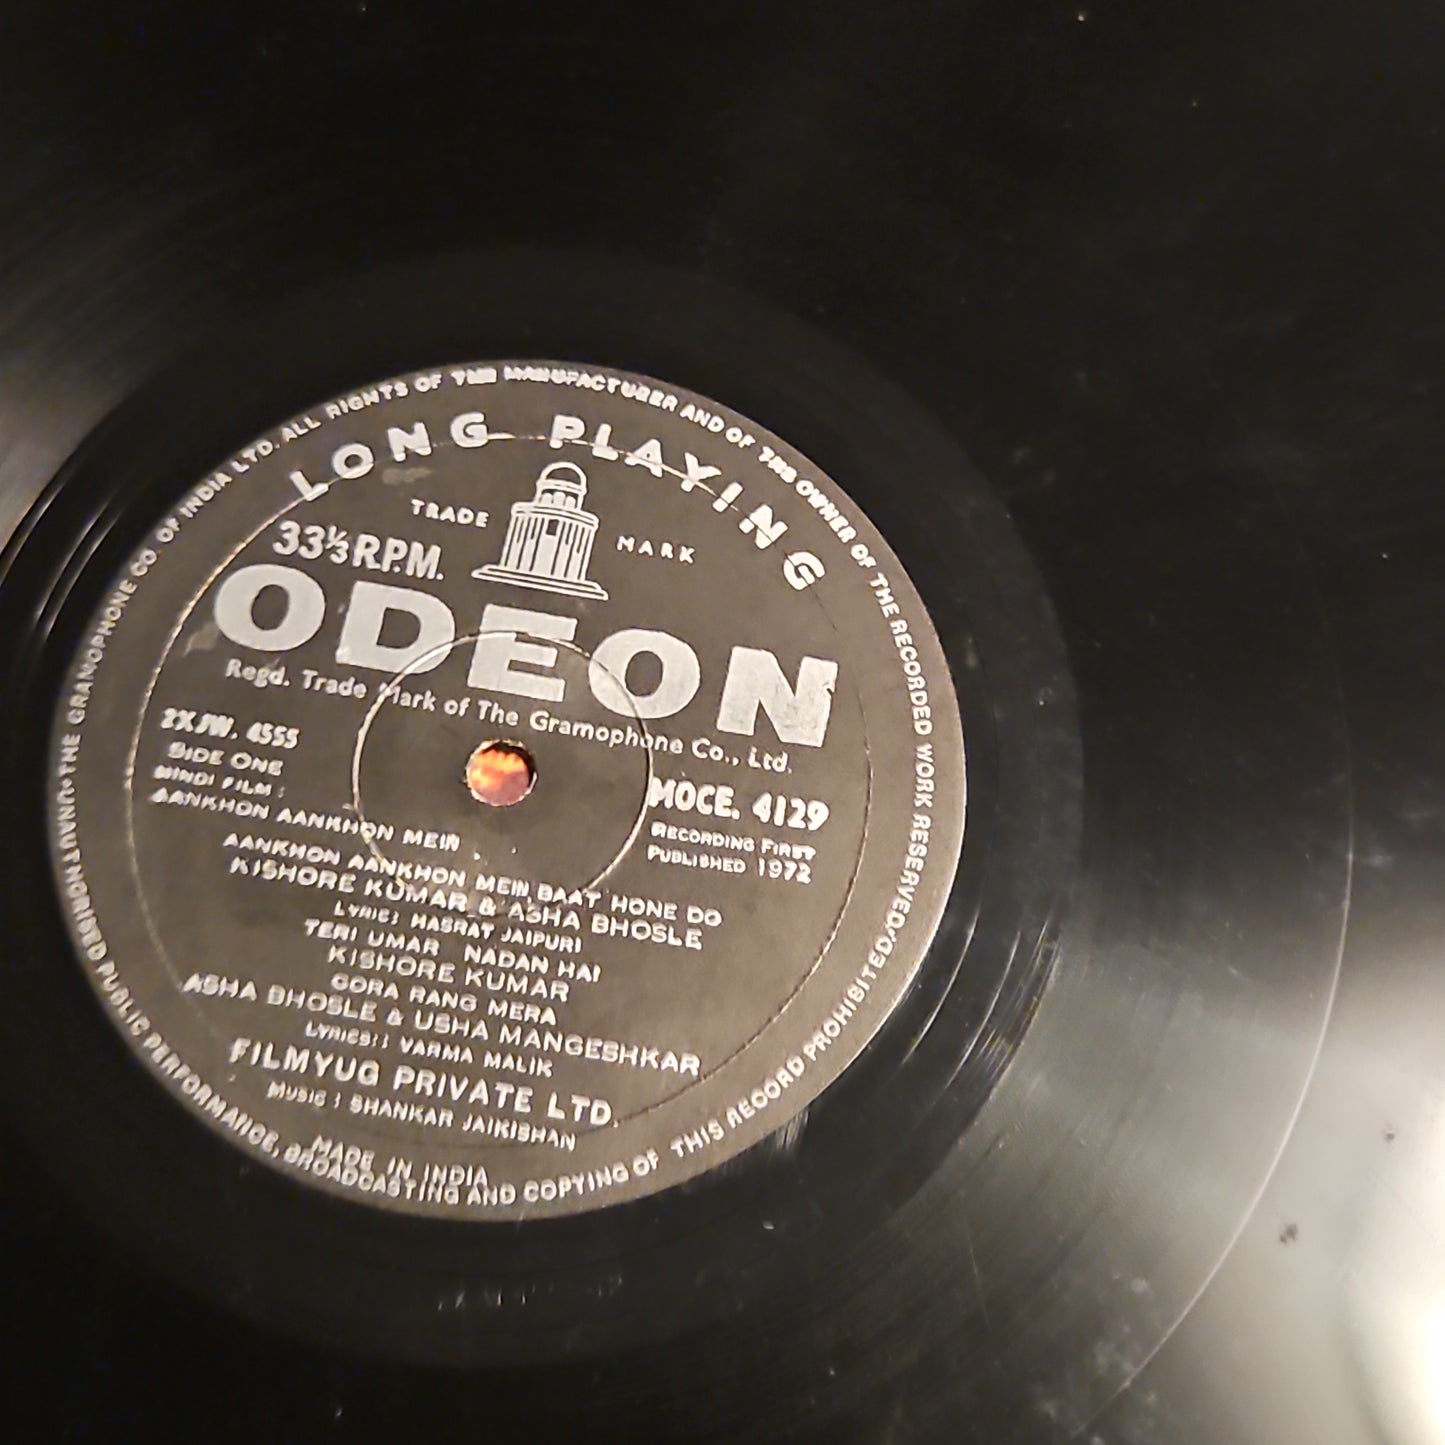 THE GRAMOPHONE CO. OF INDIA LTD. ALL RIGHTS OF THE MANUFACTURER AND OF THE OWNER OF THE RECORDED WORK RESERVED. UNAUTHORISED PUBLIC PERFORMANCE, BROADCASTING AND COPYING OF THIS RECORD PROHIBITED.
LONG PLAYING
TRADE MARK
33⅓ R.P.M.
ODEON
Regd. Trade Mark of The Gramophone Co., Ltd.
2XJW. 4555
SIDE ONE
HINDI FILM :
AANKHON AANKHON MEIN
MOCE. 4129
RECORDING FIRST
PUBLISHED 1972
AANKHON AANKHON MEIN BAAT HONE DO
KISHORE KUMAR & ASHA BHOSLE
LYRIC: HASRAT JAIPURI
TERI UMAR NADAN HAI
KISHORE KUMAR
GORA RANG MERA
ASHA BHOSLE & USHA MANGESHKAR
LYRICS: VARMA MALIK
FILMYUG PRIVATE LTD.
MUSIC : SHANKAR JAIKISHAN
MADE IN INDIA